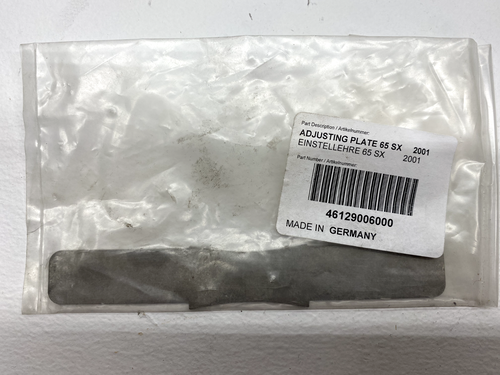 Part Description / Artikelnummer:
ADJUSTING PLATE 65 SX 2001
EINSTELLEHRE 65 SX 2001
Part Number / Artikelnummer:
46129006000
MADE IN GERMANY